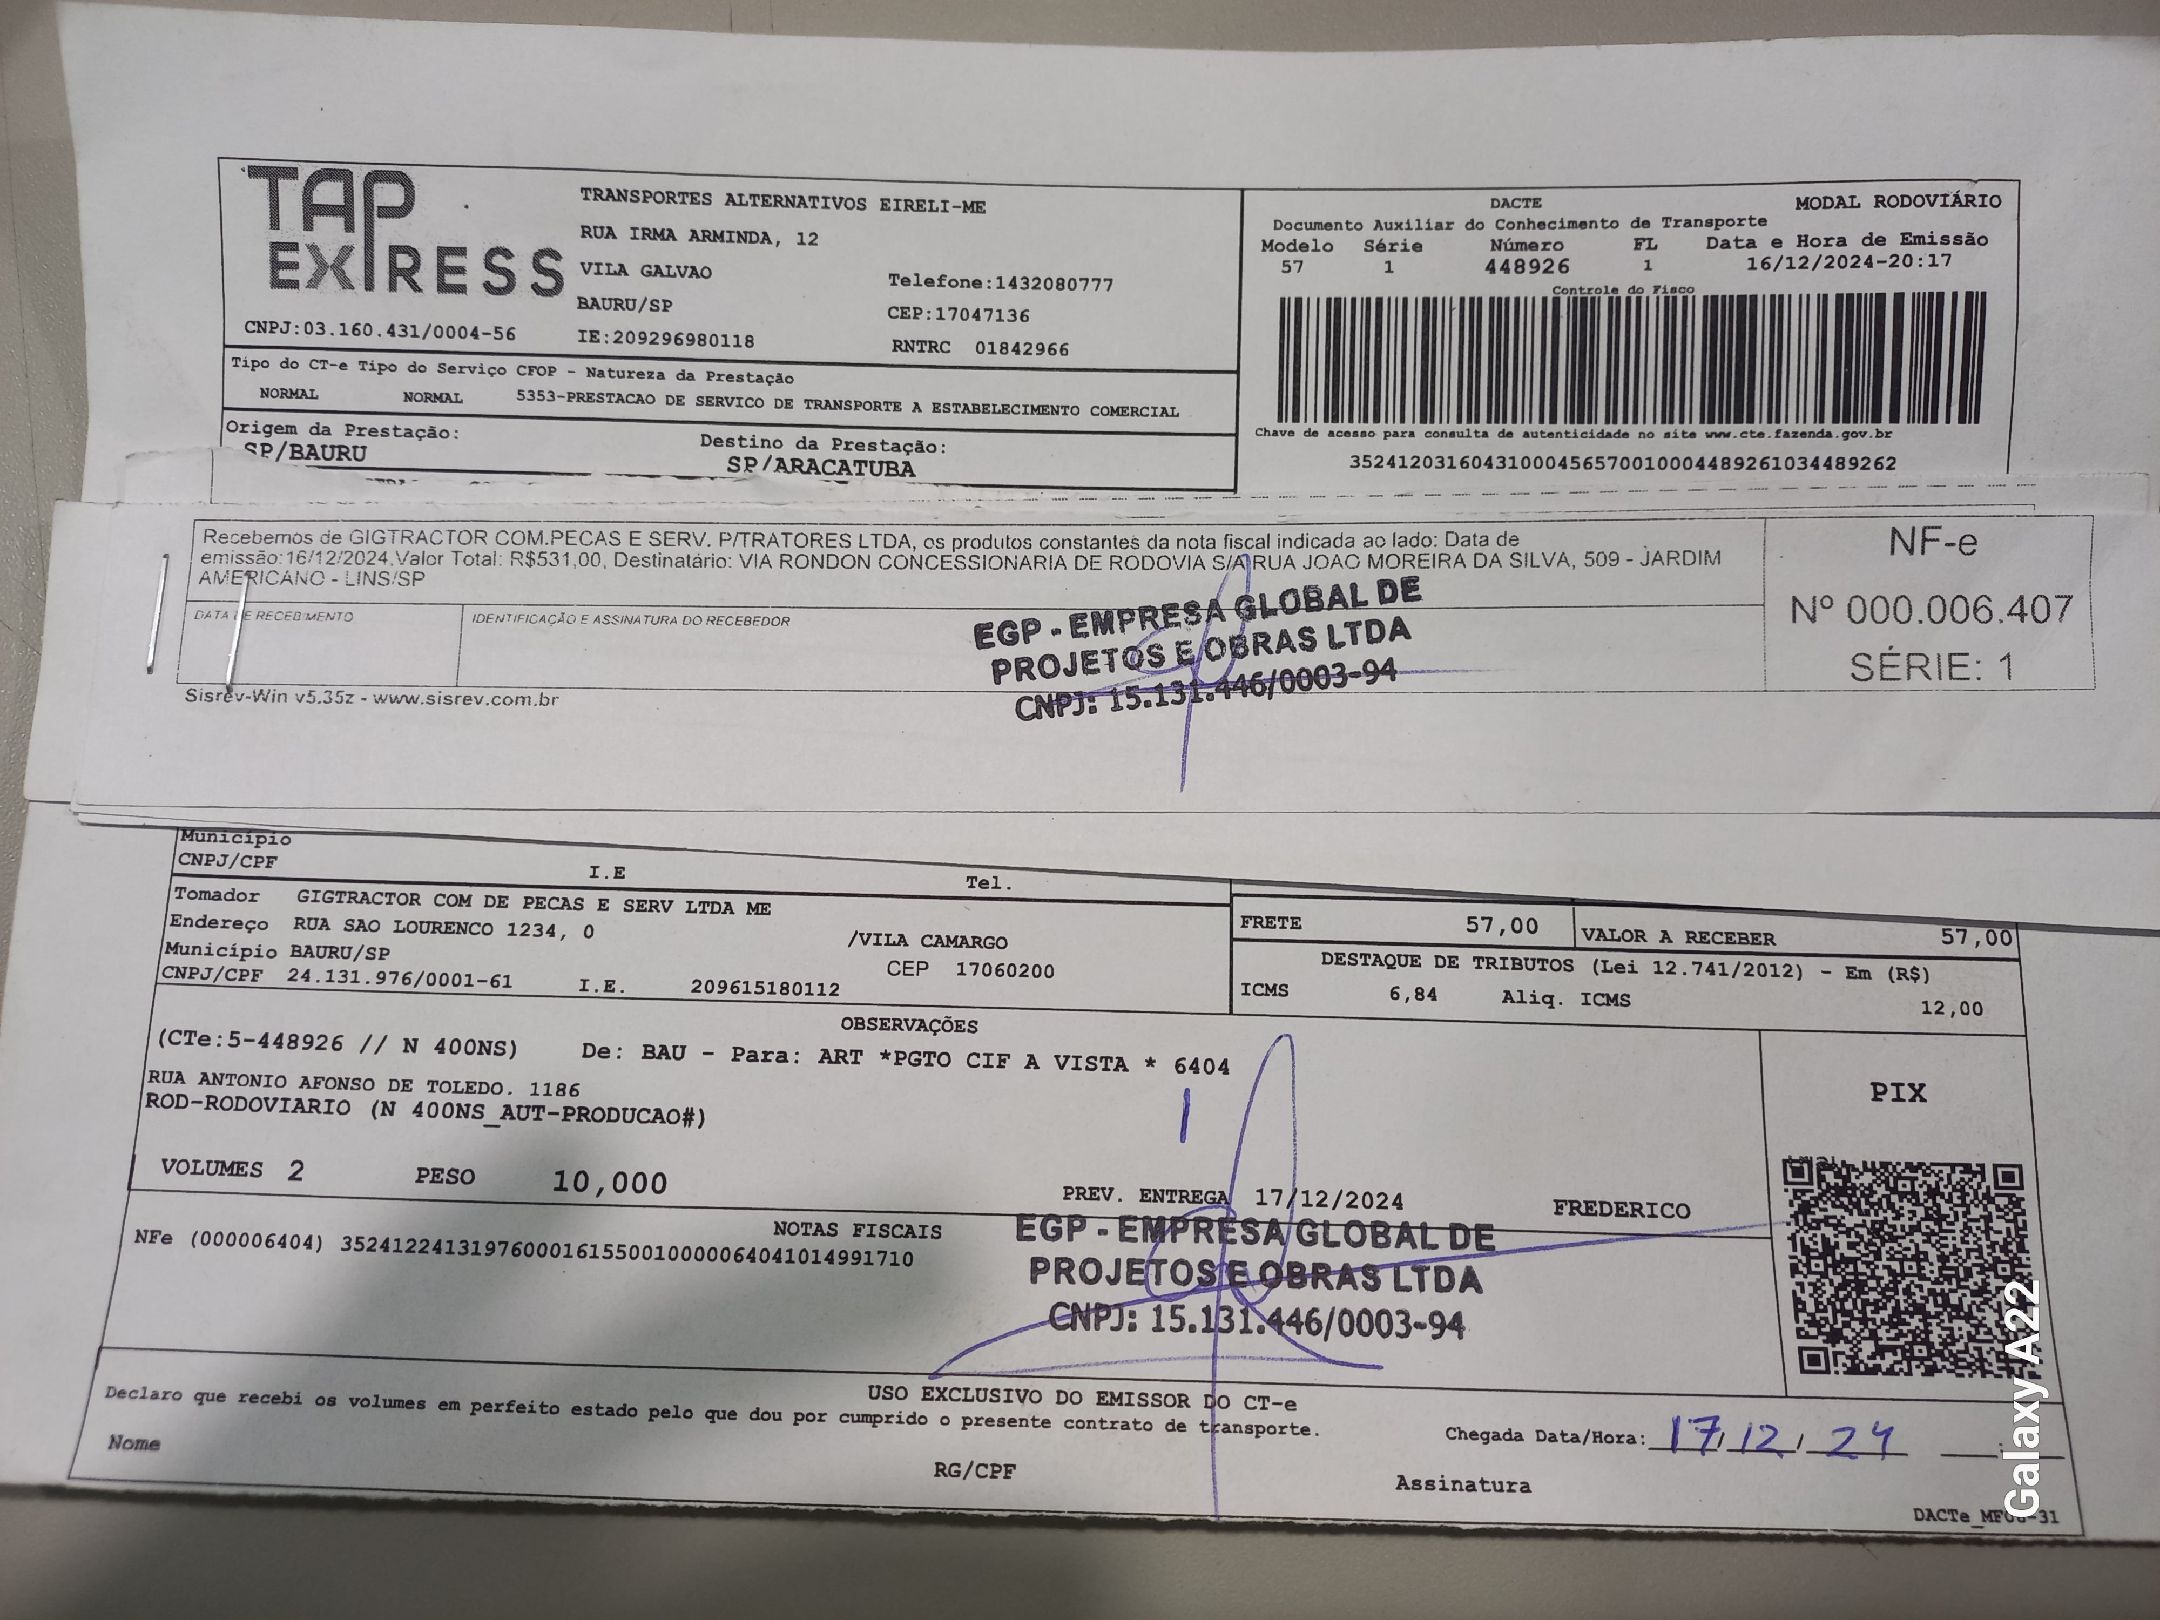 TAP EXPRESS
TRANSPORTES ALTERNATIVOS EIRELI-ME
RUA IRMA ARMINDA, 12
VILA GALVAO
Telefone:1432080777
BAURU/SP
CEP:17047136
CNPJ:03.160.431/0004-56
IE:209296980118
RNTRC 01842966
DACTE
MODAL RODOVIÁRIO
Documento Auxiliar do Conhecimento de Transporte
Modelo Série Número FL Data e Hora de Emissão
57 1 448926 1 16/12/2024-20:17
Controle do Fisco
Tipo do CT-e Tipo do Serviço CFOP - Natureza da Prestação
NORMAL NORMAL 5353-PRESTACAO DE SERVICO DE TRANSPORTE A ESTABELECIMENTO COMERCIAL
Origem da Prestação:
SP/BAURU
Destino da Prestação:
SP/ARACATUBA
Chave de acesso para consulta de autenticidade no site www.cte.fazenda.gov.br
35241203160431000456570010004489261034489262
Recebemos de GIGTRACTOR COM.PECAS E SERV. P/TRATORES LTDA, os produtos constantes da nota fiscal indicada ao lado: Data de
emissão:16/12/2024,Valor Total: R$531,00, Destinatário: VIA RONDON CONCESSIONARIA DE RODOVIA S/A RUA JOAO MOREIRA DA SILVA, 509 - JARDIM
AMERICANO - LINS/SP
DATA DE RECEBIMENTO
IDENTIFICAÇÃO E ASSINATURA DO RECEBEDOR
NF-e
Nº 000.006.407
SÉRIE: 1
EGP - EMPRESA GLOBAL DE
PROJETOS E OBRAS LTDA
CNPJ: 15.131.446/0003-94
Sisrev-Win v5.35z - www.sisrev.com.br
Município
CNPJ/CPF
I.E
Tel.
Tomador GIGTRACTOR COM DE PECAS E SERV LTDA ME
Endereço RUA SAO LOURENCO 1234, 0
/VILA CAMARGO
Município BAURU/SP
CEP 17060200
CNPJ/CPF 24.131.976/0001-61 I.E. 209615180112
FRETE 57,00 VALOR A RECEBER 57,00
DESTAQUE DE TRIBUTOS (Lei 12.741/2012) - Em (R$)
ICMS 6,84 Aliq. ICMS 12,00
OBSERVAÇÕES
(CTe:5-448926 // N 400NS) De: BAU - Para: ART *PGTO CIF A VISTA * 6404
RUA ANTONIO AFONSO DE TOLEDO. 1186
ROD-RODOVIARIO (N 400NS_AUT-PRODUCAO#)
PIX
VOLUMES 2 PESO 10,000
PREV. ENTREGA 17/12/2024 FREDERICO
NOTAS FISCAIS
NFe (000006404) 35241224131976000161550010000064041014991710
EGP - EMPRESA GLOBAL DE
PROJETOS E OBRAS LTDA
CNPJ: 15.131.446/0003-94
USO EXCLUSIVO DO EMISSOR DO CT-e
Declaro que recebi os volumes em perfeito estado pelo que dou por cumprido o presente contrato de transporte.
Chegada Data/Hora: 17/12/24
Nome
RG/CPF
Assinatura
Galaxy A22